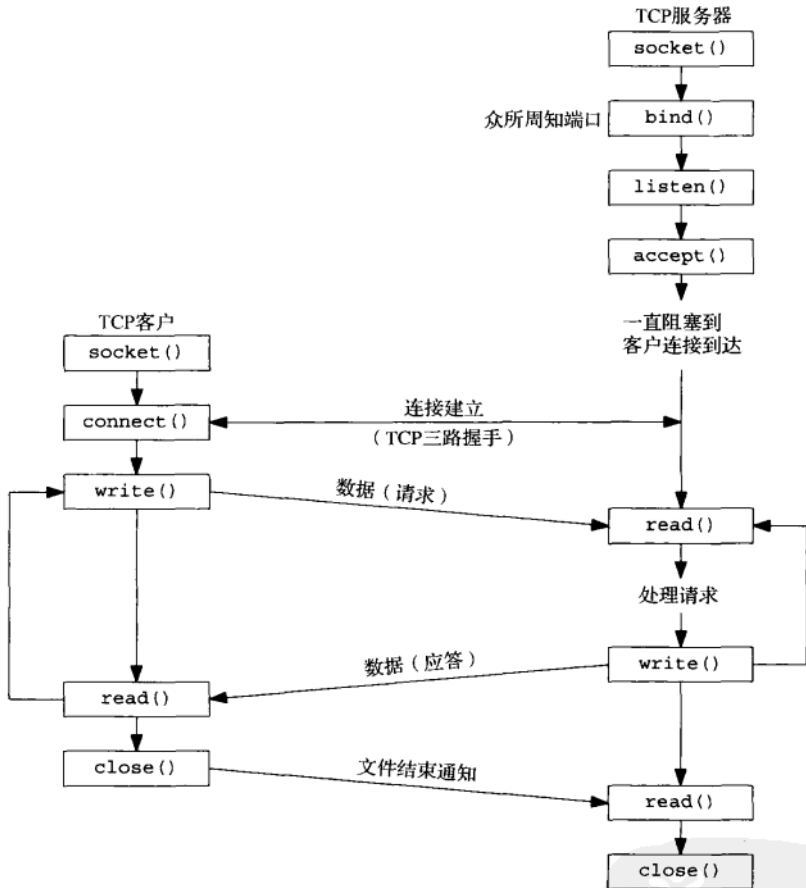 TCP服务器
socket()
众所周知端口
bind()
listen()
accept()
一直阻塞到
客户连接到达
TCP客户
socket()
connect()
连接建立
（TCP三路握手）
write()
数据（请求）
read()
处理请求
write()
数据（应答）
read()
close()
文件结束通知
read()
close()